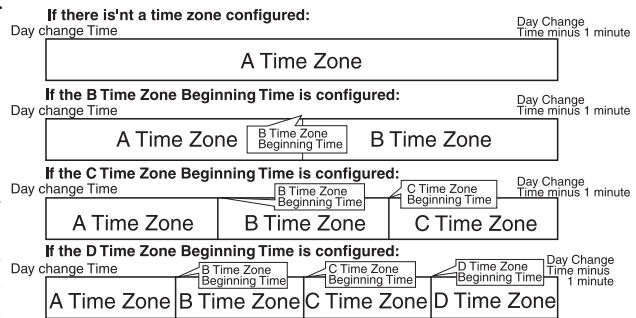 If there is'nt a time zone configured:
Day change Time
Day Change
Time minus 1 minute
A Time Zone
If the B Time Zone Beginning Time is configured:
Day change Time
Day Change
Time minus 1 minute
A Time Zone
B Time Zone
Beginning Time
B Time Zone
If the C Time Zone Beginning Time is configured:
Day change Time
B Time Zone
Beginning Time
C Time Zone
Beginning Time
Day Change
Time minus 1 minute
A Time Zone
B Time Zone
C Time Zone
If the D Time Zone Beginning Time is configured:
Day change Time
B Time Zone
Beginning Time
C Time Zone
Beginning Time
D Time Zone
Beginning Time
Day Change
Time minus
1 minute
A Time Zone
B Time Zone
C Time Zone
D Time Zone